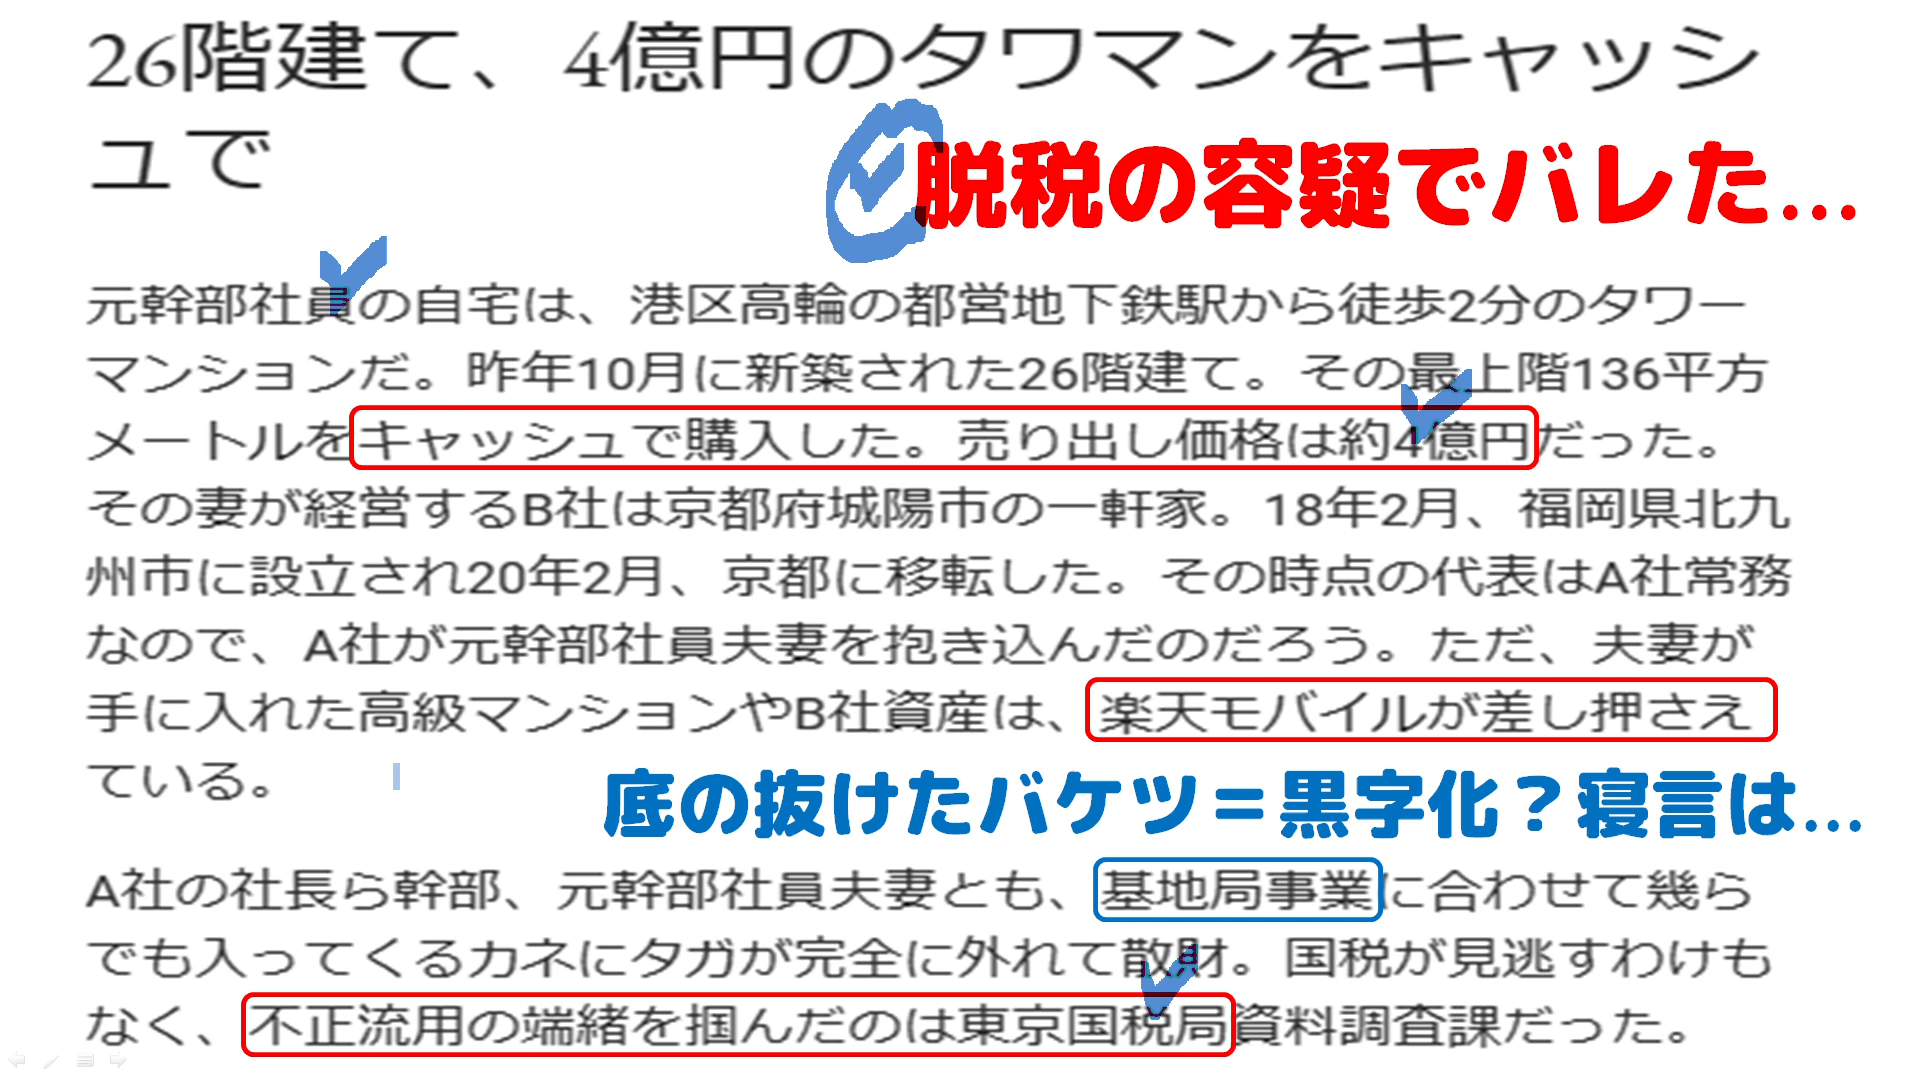 26階建て、4億円のタワマンをキャッシ
ュで
脱税の容疑でバレた...
元幹部社員の自宅は、港区高輪の都営地下鉄駅から徒歩2分のタワー
マンションだ。昨年10月に新築された26階建て。その最上階136平方
メートルをキャッシュで購入した。売り出し価格は約4億円だった。
その妻が経営するB社は京都府城陽市の一軒家。18年2月、福岡県北九
州市に設立され20年2月、京都に移転した。その時点の代表はA社常務
なので、A社が元幹部社員夫妻を抱き込んだのだろう。ただ、夫妻が
手に入れた高級マンションやB社資産は、楽天モバイルが差し押さえ
ている。
底の抜けたバケツ＝黒字化？寝言は...
A社の社長ら幹部、元幹部社員夫妻とも、基地局事業に合わせて幾ら
でも入ってくるカネにタガが完全に外れて散財。国税が見逃すわけも
なく、不正流用の端緒を掴んだのは東京国税局資料調査課だった。